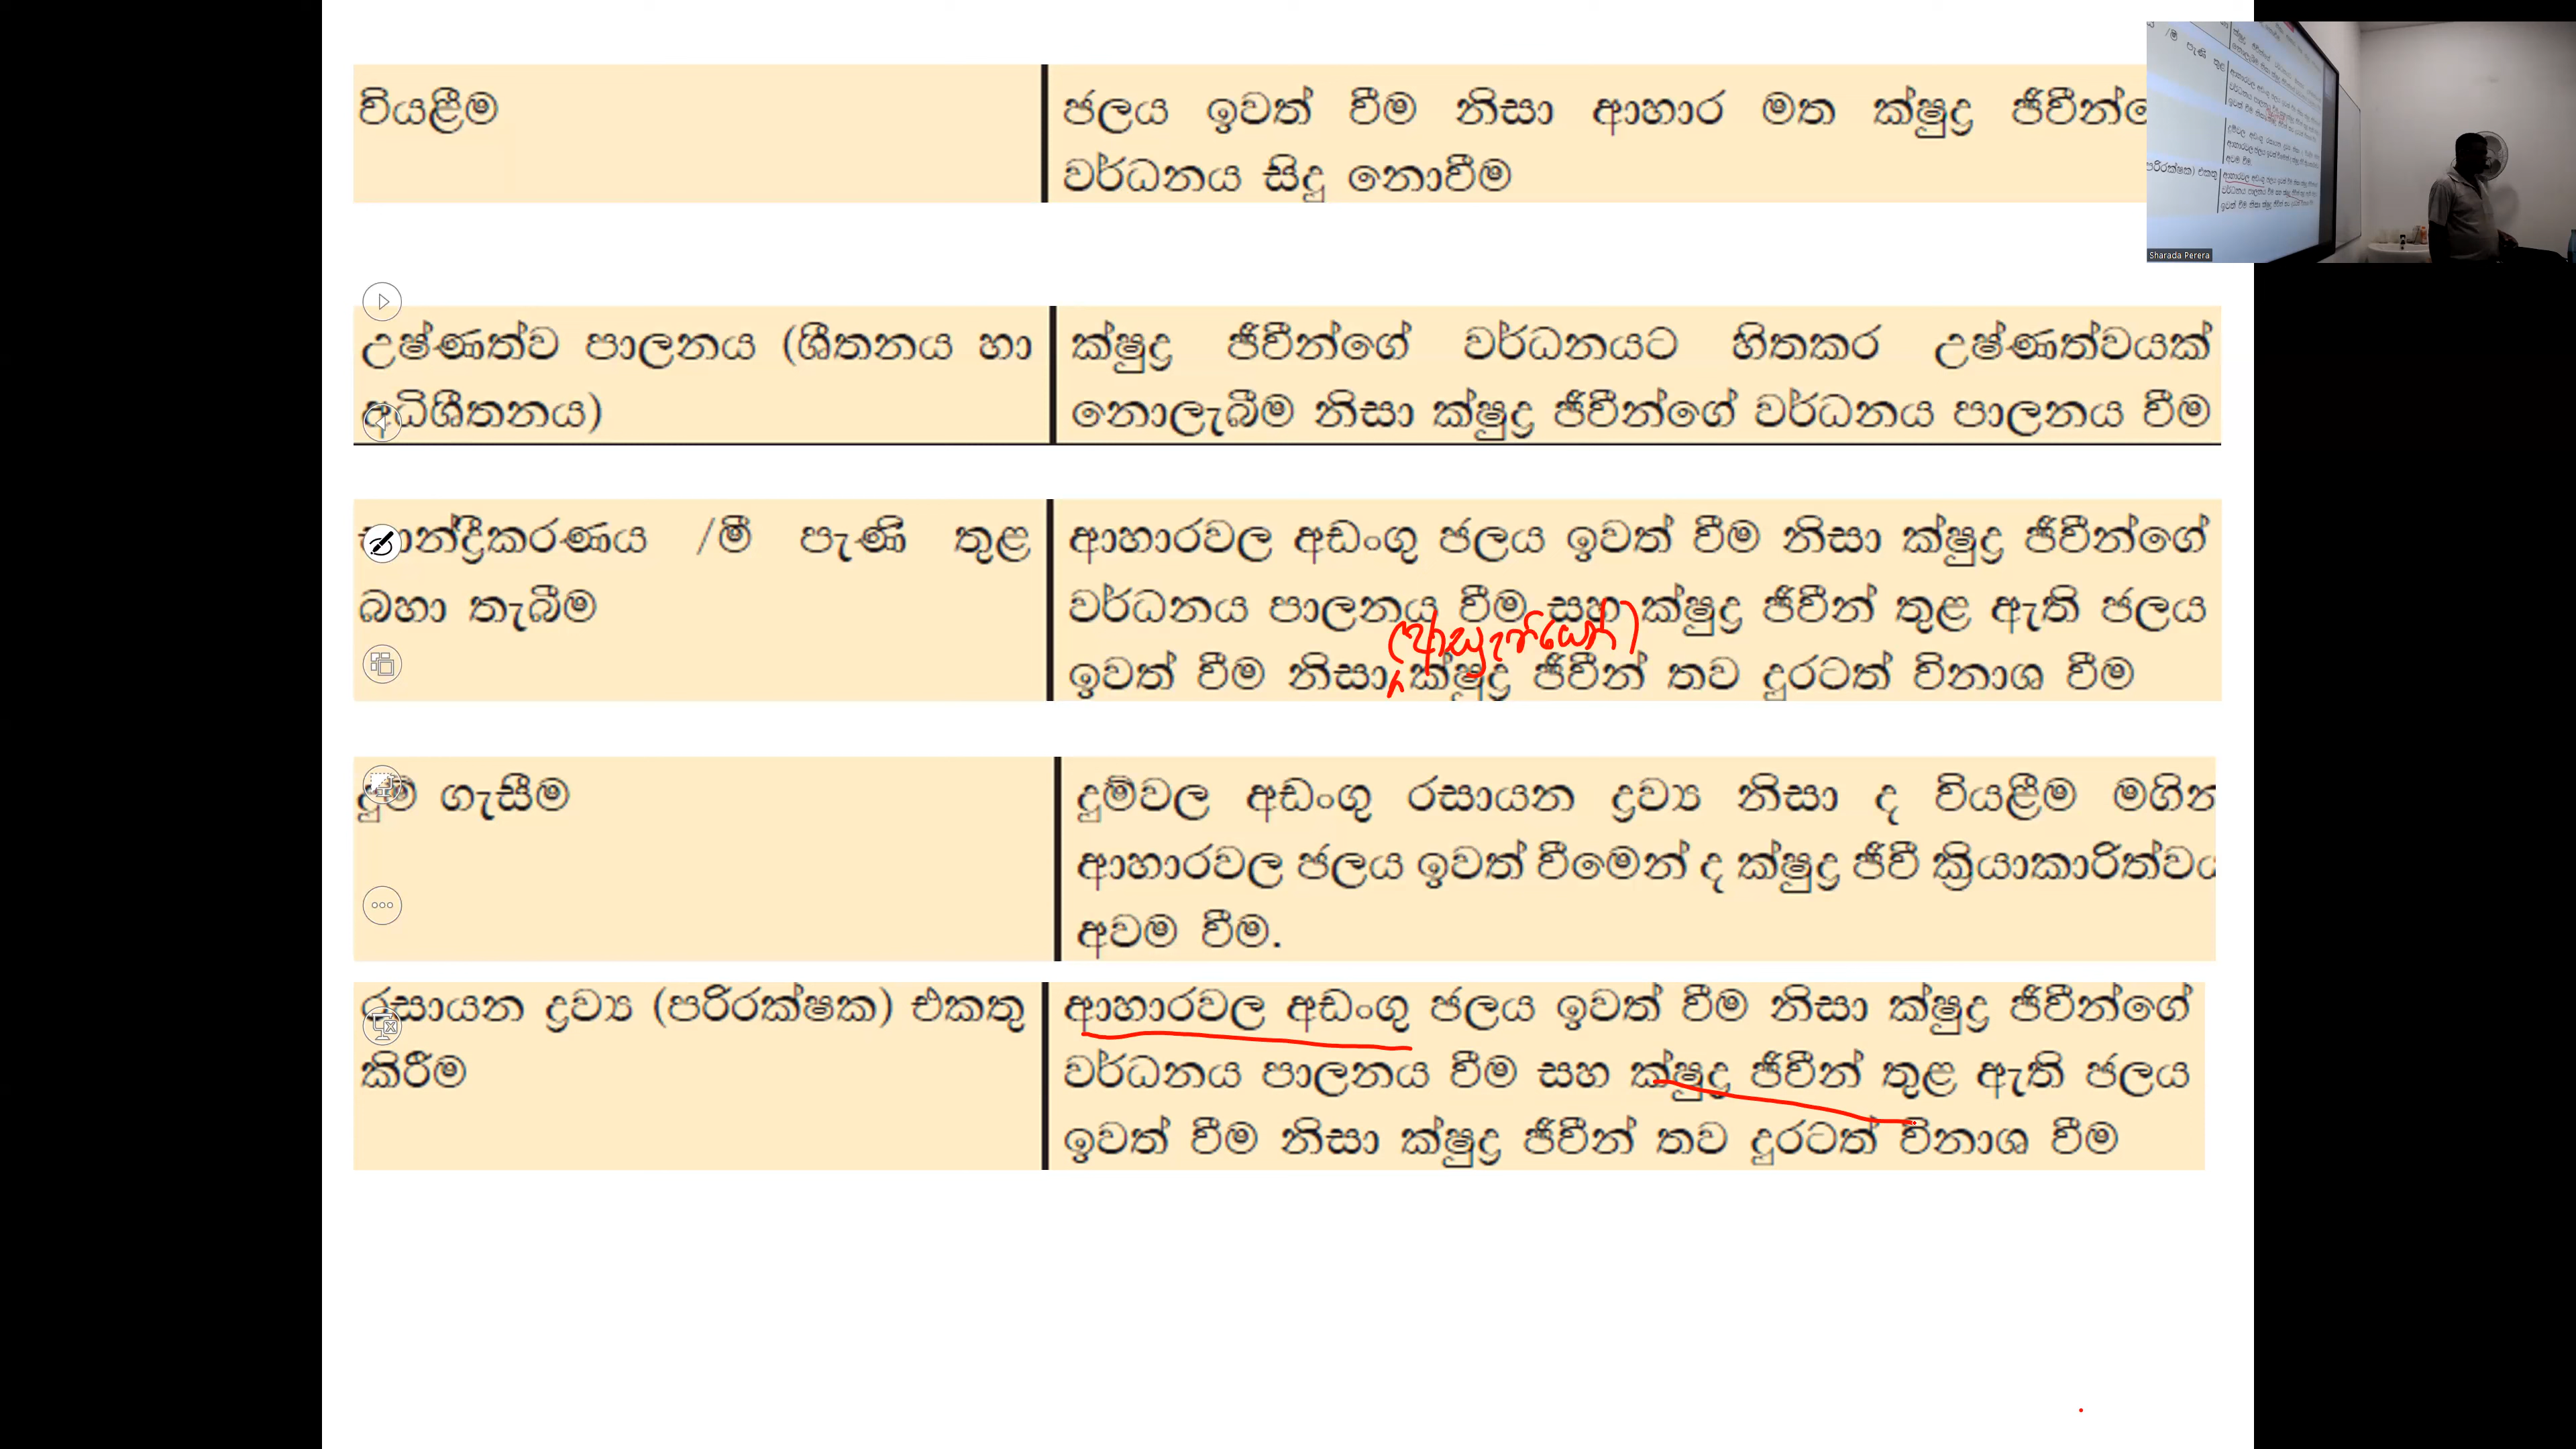 වියළීම
ජලය ඉවත් වීම නිසා ආහාර මත ක්ෂුද්‍ර ජීවීන්ගේ
වර්ධනය සිදු නොවීම
උෂ්ණත්ව පාලනය (ශීතනය හා
අධිශීතනය)
ක්ෂුද්‍ර ජීවීන්ගේ වර්ධනයට හිතකර උෂ්ණත්වයක්
නොලැබීම නිසා ක්ෂුද්‍ර ජීවීන්ගේ වර්ධනය පාලනය වීම
සාන්ද්‍රීකරණය /මී පැණි තුළ
බහා තැබීම
ආහාරවල අඩංගු ජලය ඉවත් වීම නිසා ක්ෂුද්‍ර ජීවීන්ගේ
වර්ධනය පාලනය වීම සහ ක්ෂුද්‍ර ජීවීන් තුළ ඇති ජලය
ඉවත් වීම නිසා ක්ෂුද්‍ර ජීවීන් තව දුරටත් විනාශ වීම
දුම් ගැසීම
දුම්වල අඩංගු රසායන ද්‍රව්‍ය නිසා ද වියළීම මගින්
ආහාරවල ජලය ඉවත් වීමෙන් ද ක්ෂුද්‍ර ජීවී ක්‍රියාකාරිත්වය
අවම වීම.
රසායන ද්‍රව්‍ය (පරිරක්ෂක) එකතු
කිරීම
ආහාරවල අඩංගු ජලය ඉවත් වීම නිසා ක්ෂුද්‍ර ජීවීන්ගේ
වර්ධනය පාලනය වීම සහ ක්ෂුද්‍ර ජීවීන් තුළ ඇති ජලය
ඉවත් වීම නිසා ක්ෂුද්‍ර ජීවීන් තව දුරටත් විනාශ වීම
Sharada Perera